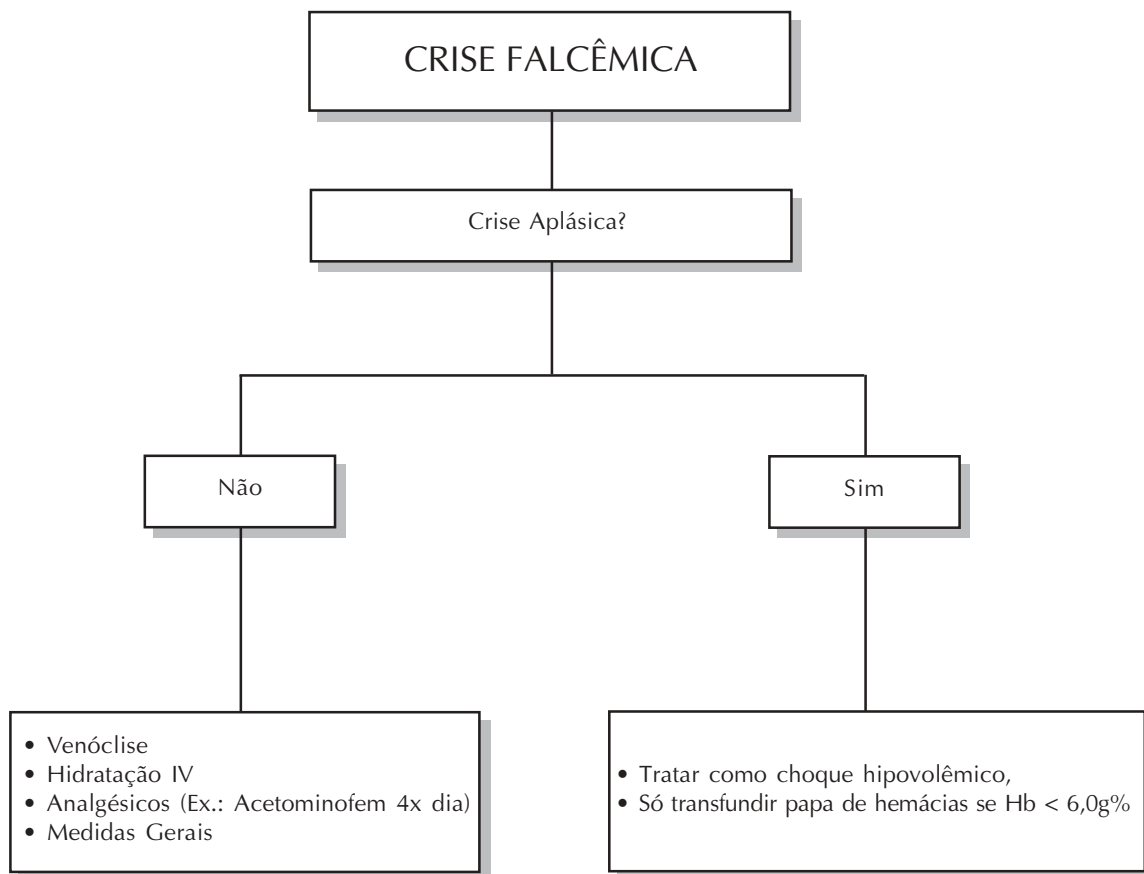 CRISE FALCÊMICA
Crise Aplásica?
Não
Sim
• Venóclise
• Hidratação IV
• Analgésicos (Ex.: Acetominofem 4x dia)
• Medidas Gerais
• Tratar como choque hipovolêmico,
• Só transfundir papa de hemácias se Hb < 6,0g%